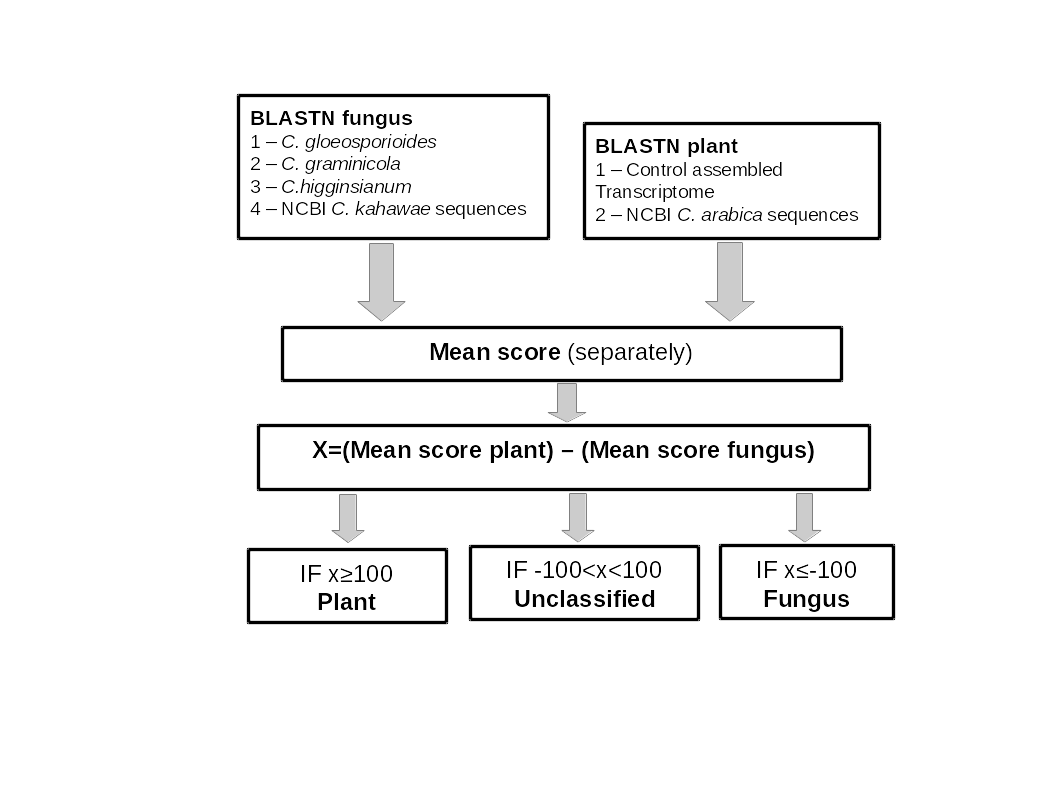 BLASTN fungus
1 – C. gloeosporioides
2 – C. graminicola
3 – C.higginsianum
4 – NCBI C. kahawae sequences
BLASTN plant
1 – Control assembled
Transcriptome
2 – NCBI C. arabica sequences
Mean score (separately)
X=(Mean score plant) – (Mean score fungus)
IF x≥100
Plant
IF -100<x<100
Unclassified
IF x≤-100
Fungus